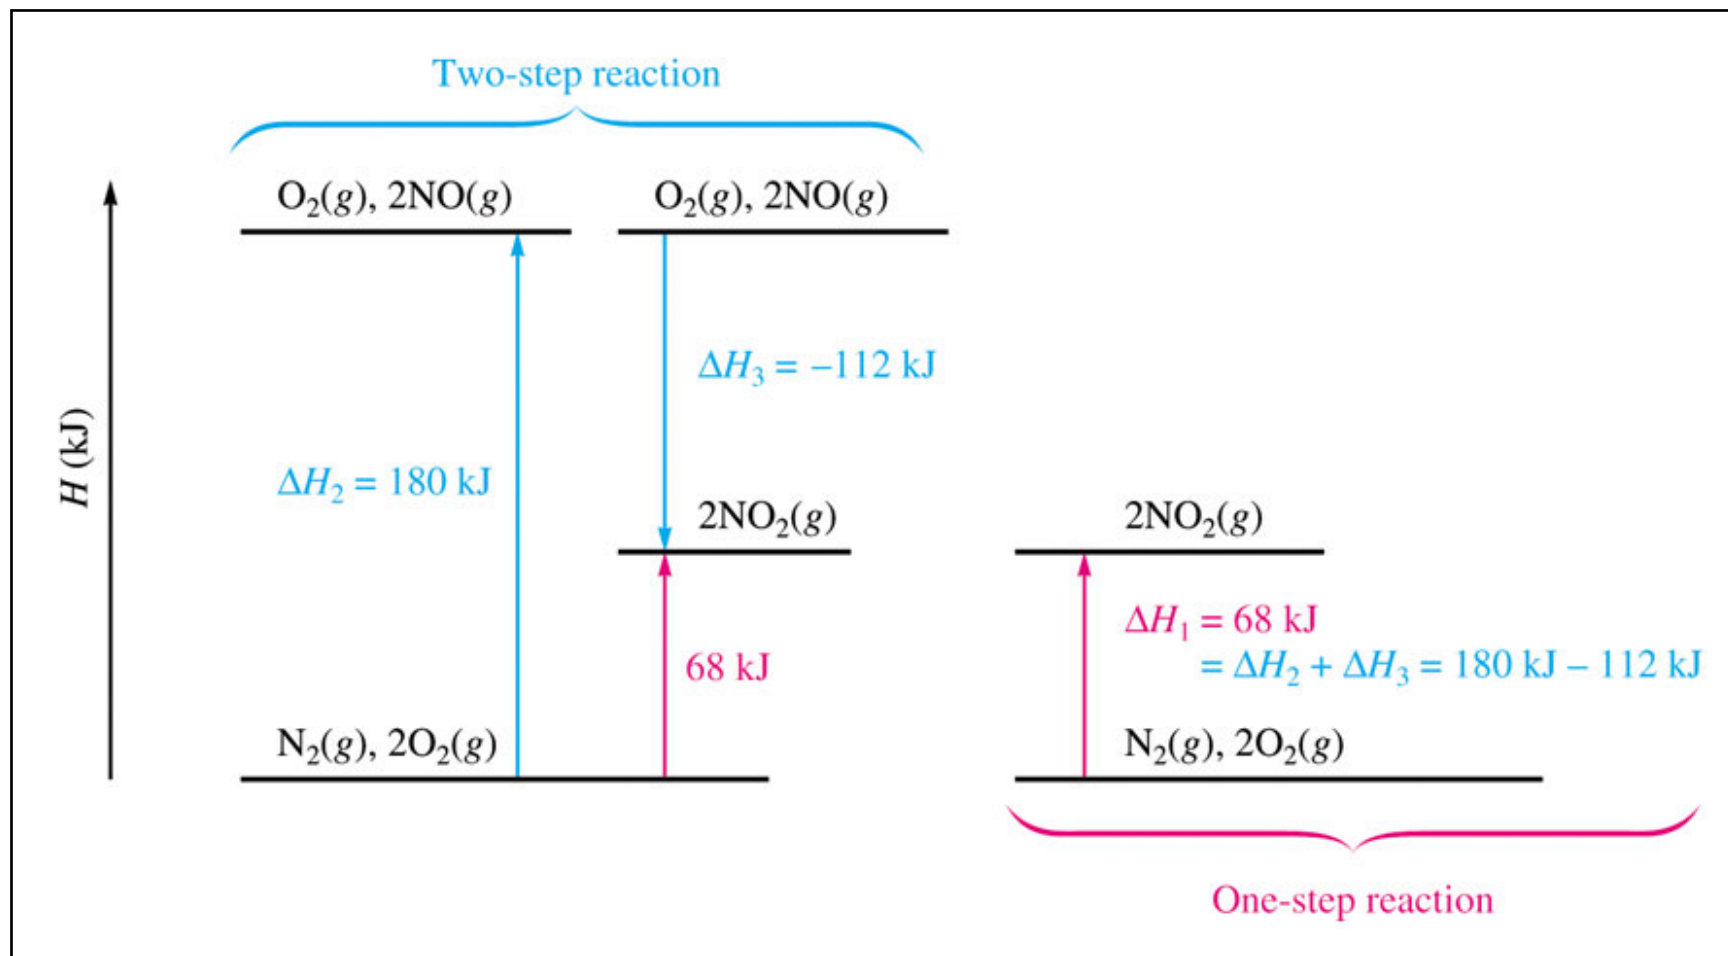 Two-step reaction
O₂(g), 2NO(g)
O₂(g), 2NO(g)
ΔH₃ = –112 kJ
H (kJ)
ΔH₂ = 180 kJ
2NO₂(g)
2NO₂(g)
ΔH₁ = 68 kJ
= ΔH₂ + ΔH₃ = 180 kJ – 112 kJ
68 kJ
N₂(g), 2O₂(g)
N₂(g), 2O₂(g)
One-step reaction